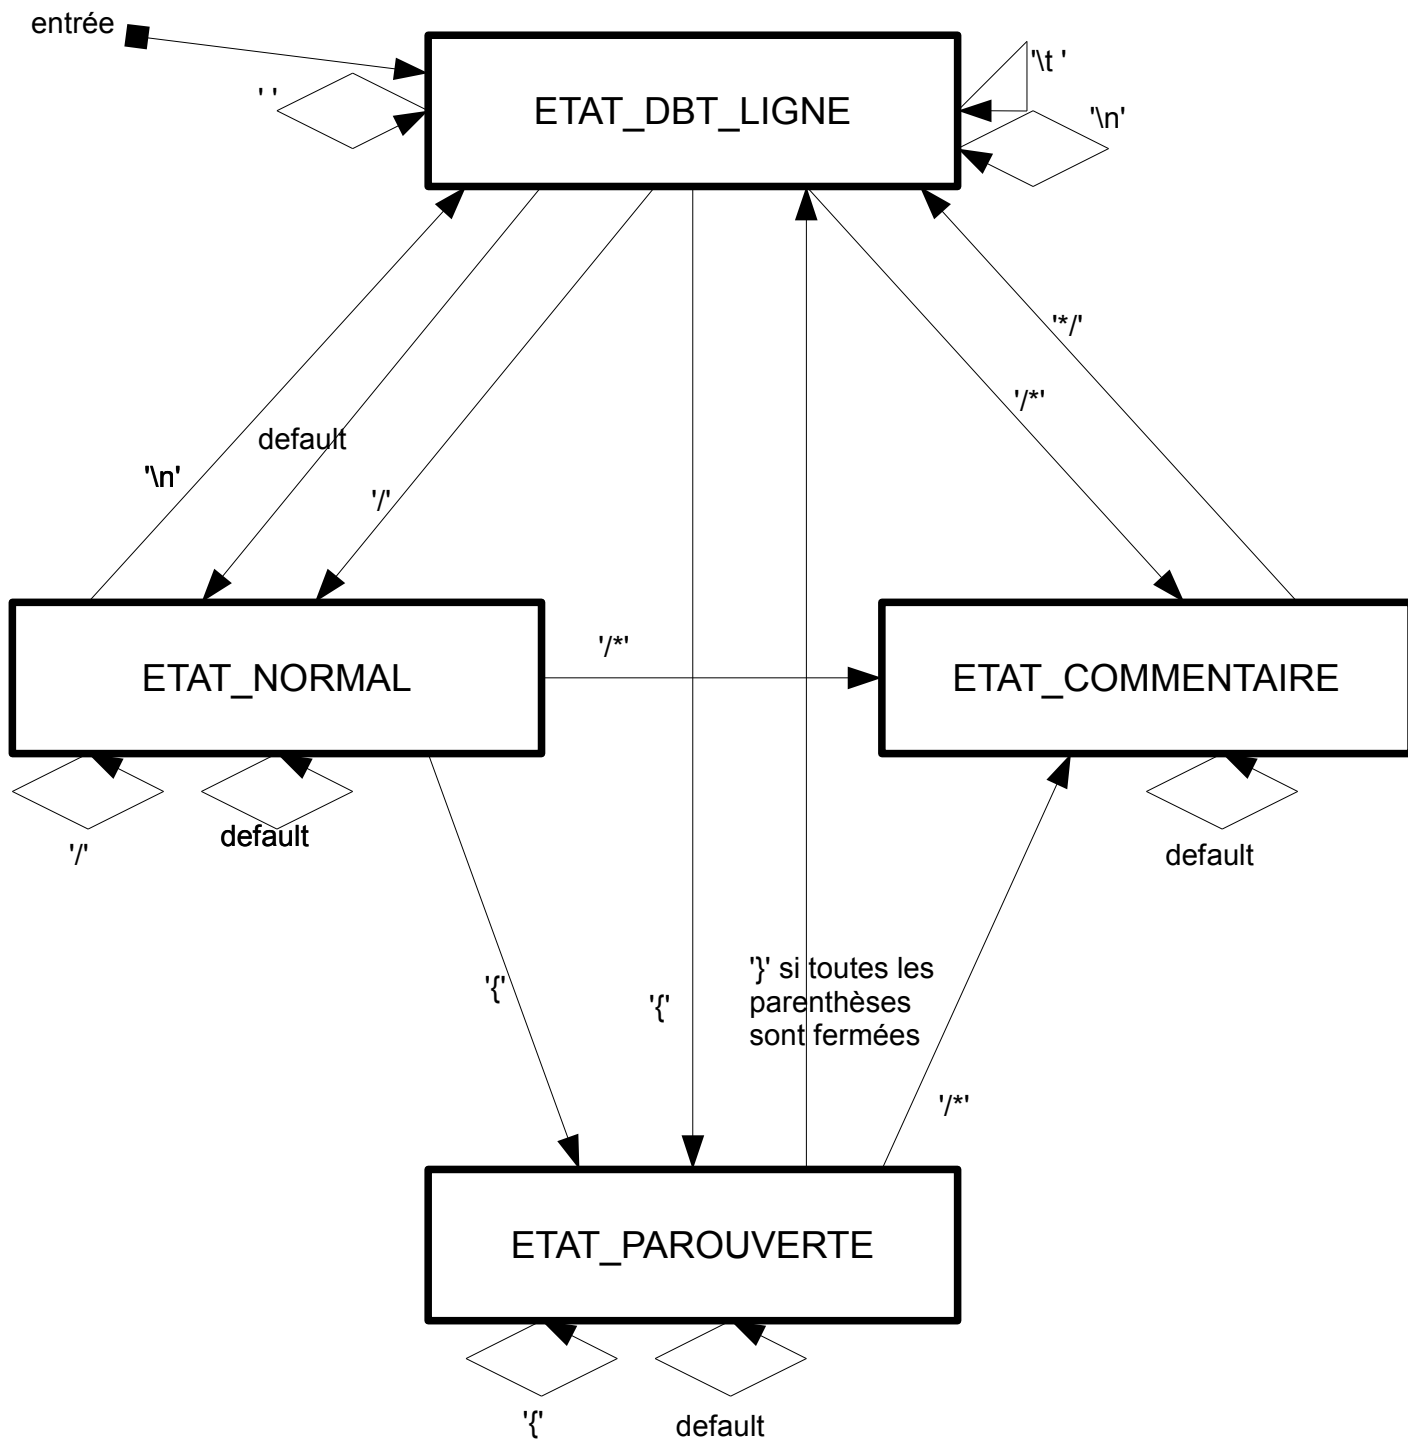 entrée
' '
ETAT_DBT_LIGNE
'\t '
'\n'
'*/'
'/*'
default
'\n'
'/'
ETAT_NORMAL
'/*'
ETAT_COMMENTAIRE
'/'
default
default
'{'
'{'
'}' si toutes les
parenthèses
sont fermées
'/*'
ETAT_PAROUVERTE
'{'
default